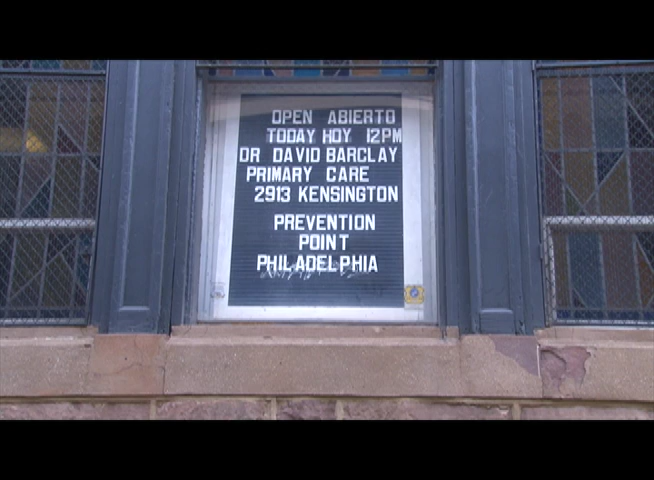 OPEN ABIERTO
TODAY HOY 12PM
DR DAVID BARCLAY
PRIMARY CARE
2913 KENSINGTON
PREVENTION
POINT
PHILADELPHIA